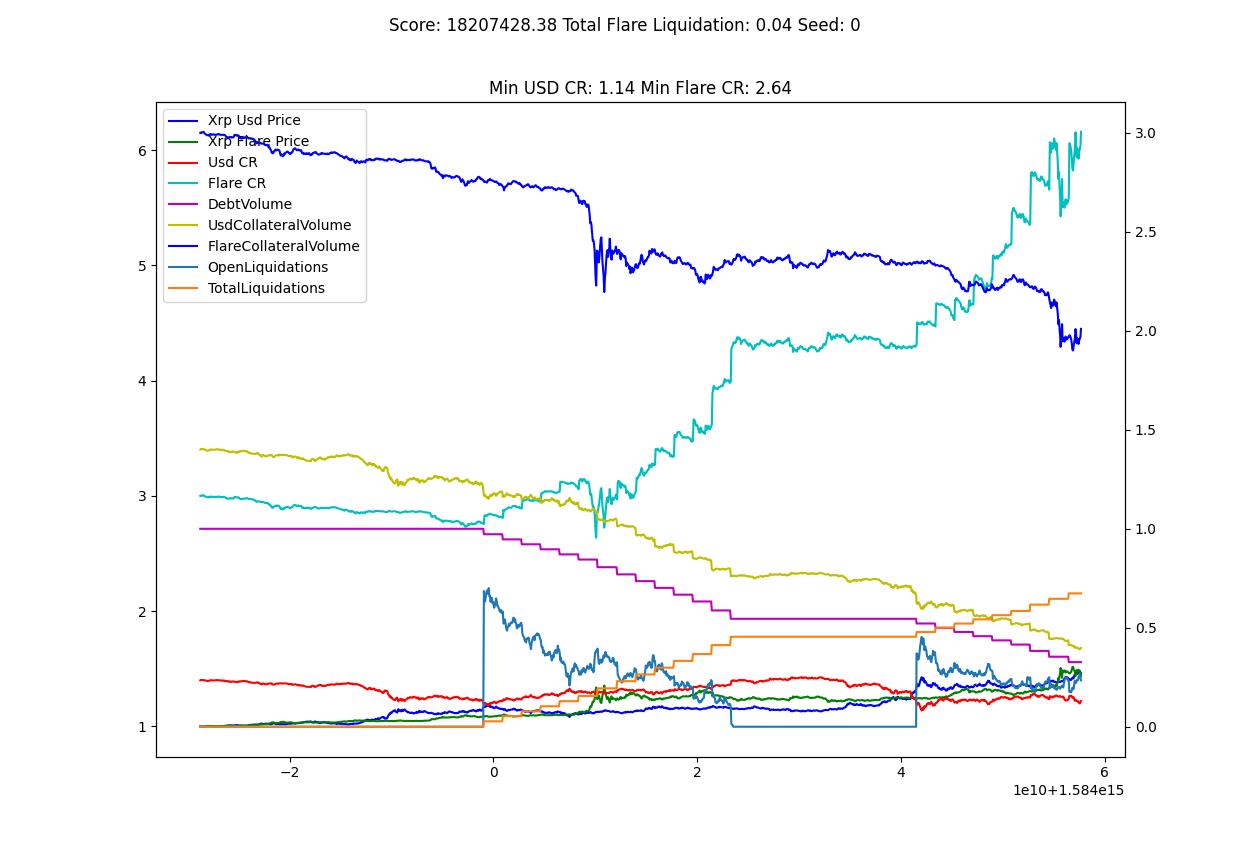 Score: 18207428.38 Total Flare Liquidation: 0.04 Seed: 0
Min USD CR: 1.14 Min Flare CR: 2.64
Xrp Usd Price
Xrp Flare Price
Usd CR
Flare CR
DebtVolume
UsdCollateralVolume
FlareCollateralVolume
OpenLiquidations
TotalLiquidations
6
5
4
3
2
1
3.0
2.5
2.0
1.5
1.0
0.5
0.0
−2
0
2
4
6
1e10+1.584e15